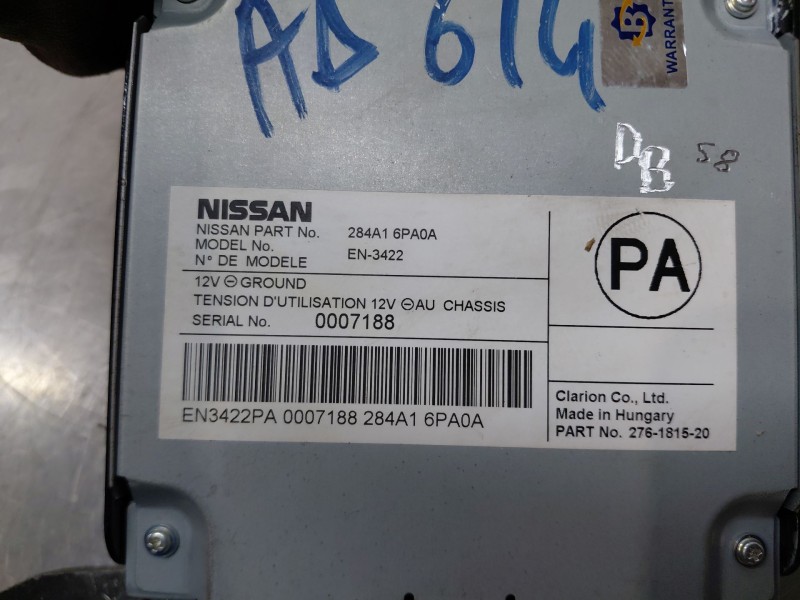 AD 614
B
WARRANT
DB 58
NISSAN
NISSAN PART No. 284A1 6PA0A
MODEL No.
N° DE MODELE EN-3422
12V ⊖ GROUND
TENSION D'UTILISATION 12V ⊖ AU CHASSIS
SERIAL No. 0007188
EN3422PA 0007188 284A1 6PA0A
PA
Clarion Co., Ltd.
Made in Hungary
PART No. 276-1815-20